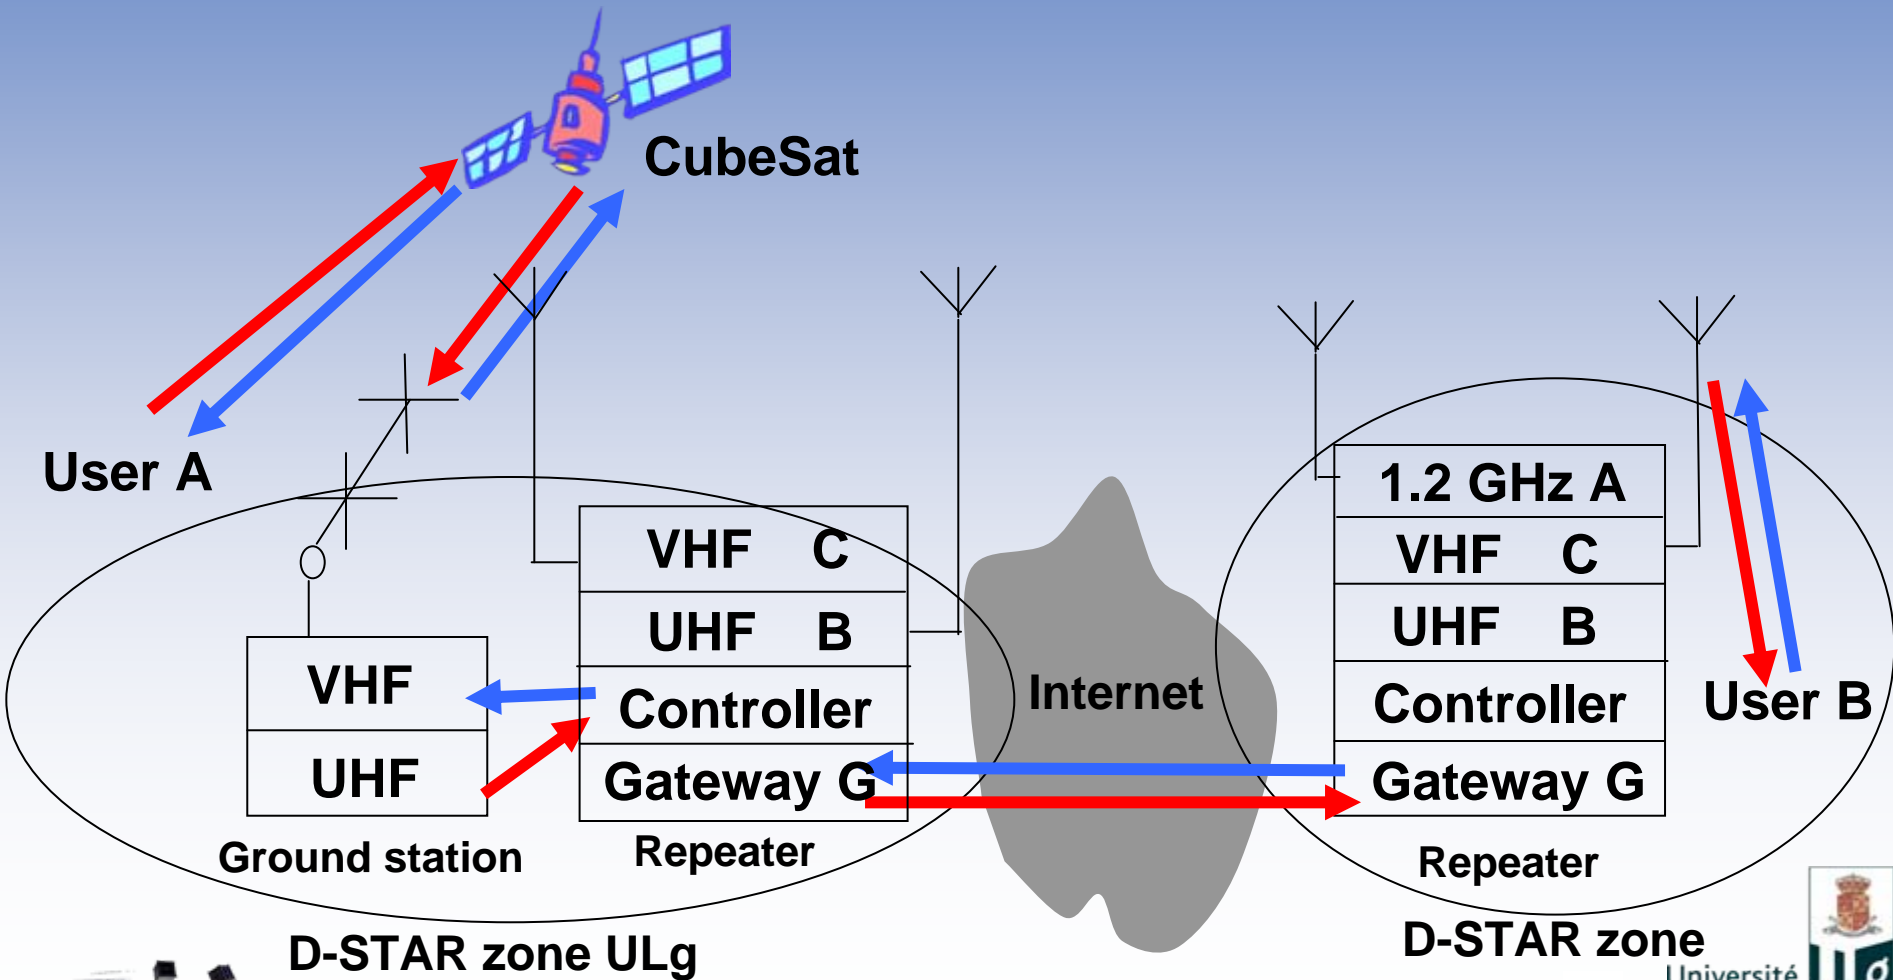 CubeSat
User A
VHF C
UHF B
Controller
Gateway G
Repeater
VHF
UHF
Ground station
D-STAR zone ULg
Internet
1.2 GHz A
VHF C
UHF B
Controller
Gateway G
Repeater
User B
D-STAR zone
Université